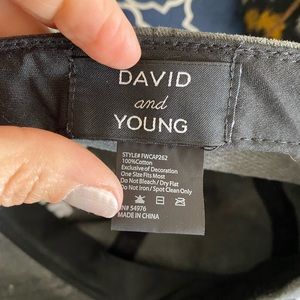 DAVID
and
YOUNG
STYLE# FWCAP262
100%Cotton
Exclusive of Decoration
One Size Fits Most
Do Not Bleach / Dry Flat
Do Not Iron / Spot Clean Only
RN# 54976
MADE IN CHINA